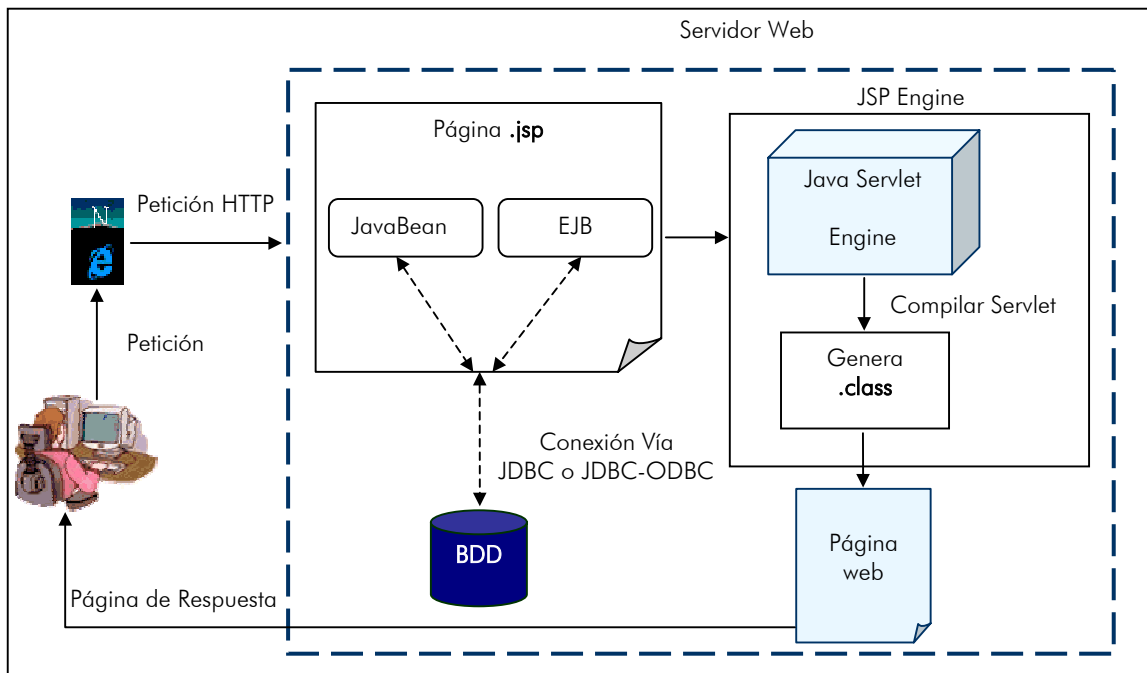 Servidor Web
JSP Engine
Página .jsp
JavaBean
EJB
Java Servlet
Engine
Petición HTTP
N
e
Petición
Compilar Servlet
Genera
.class
Conexión Vía
JDBC o JDBC-ODBC
BDD
Página
web
Página de Respuesta